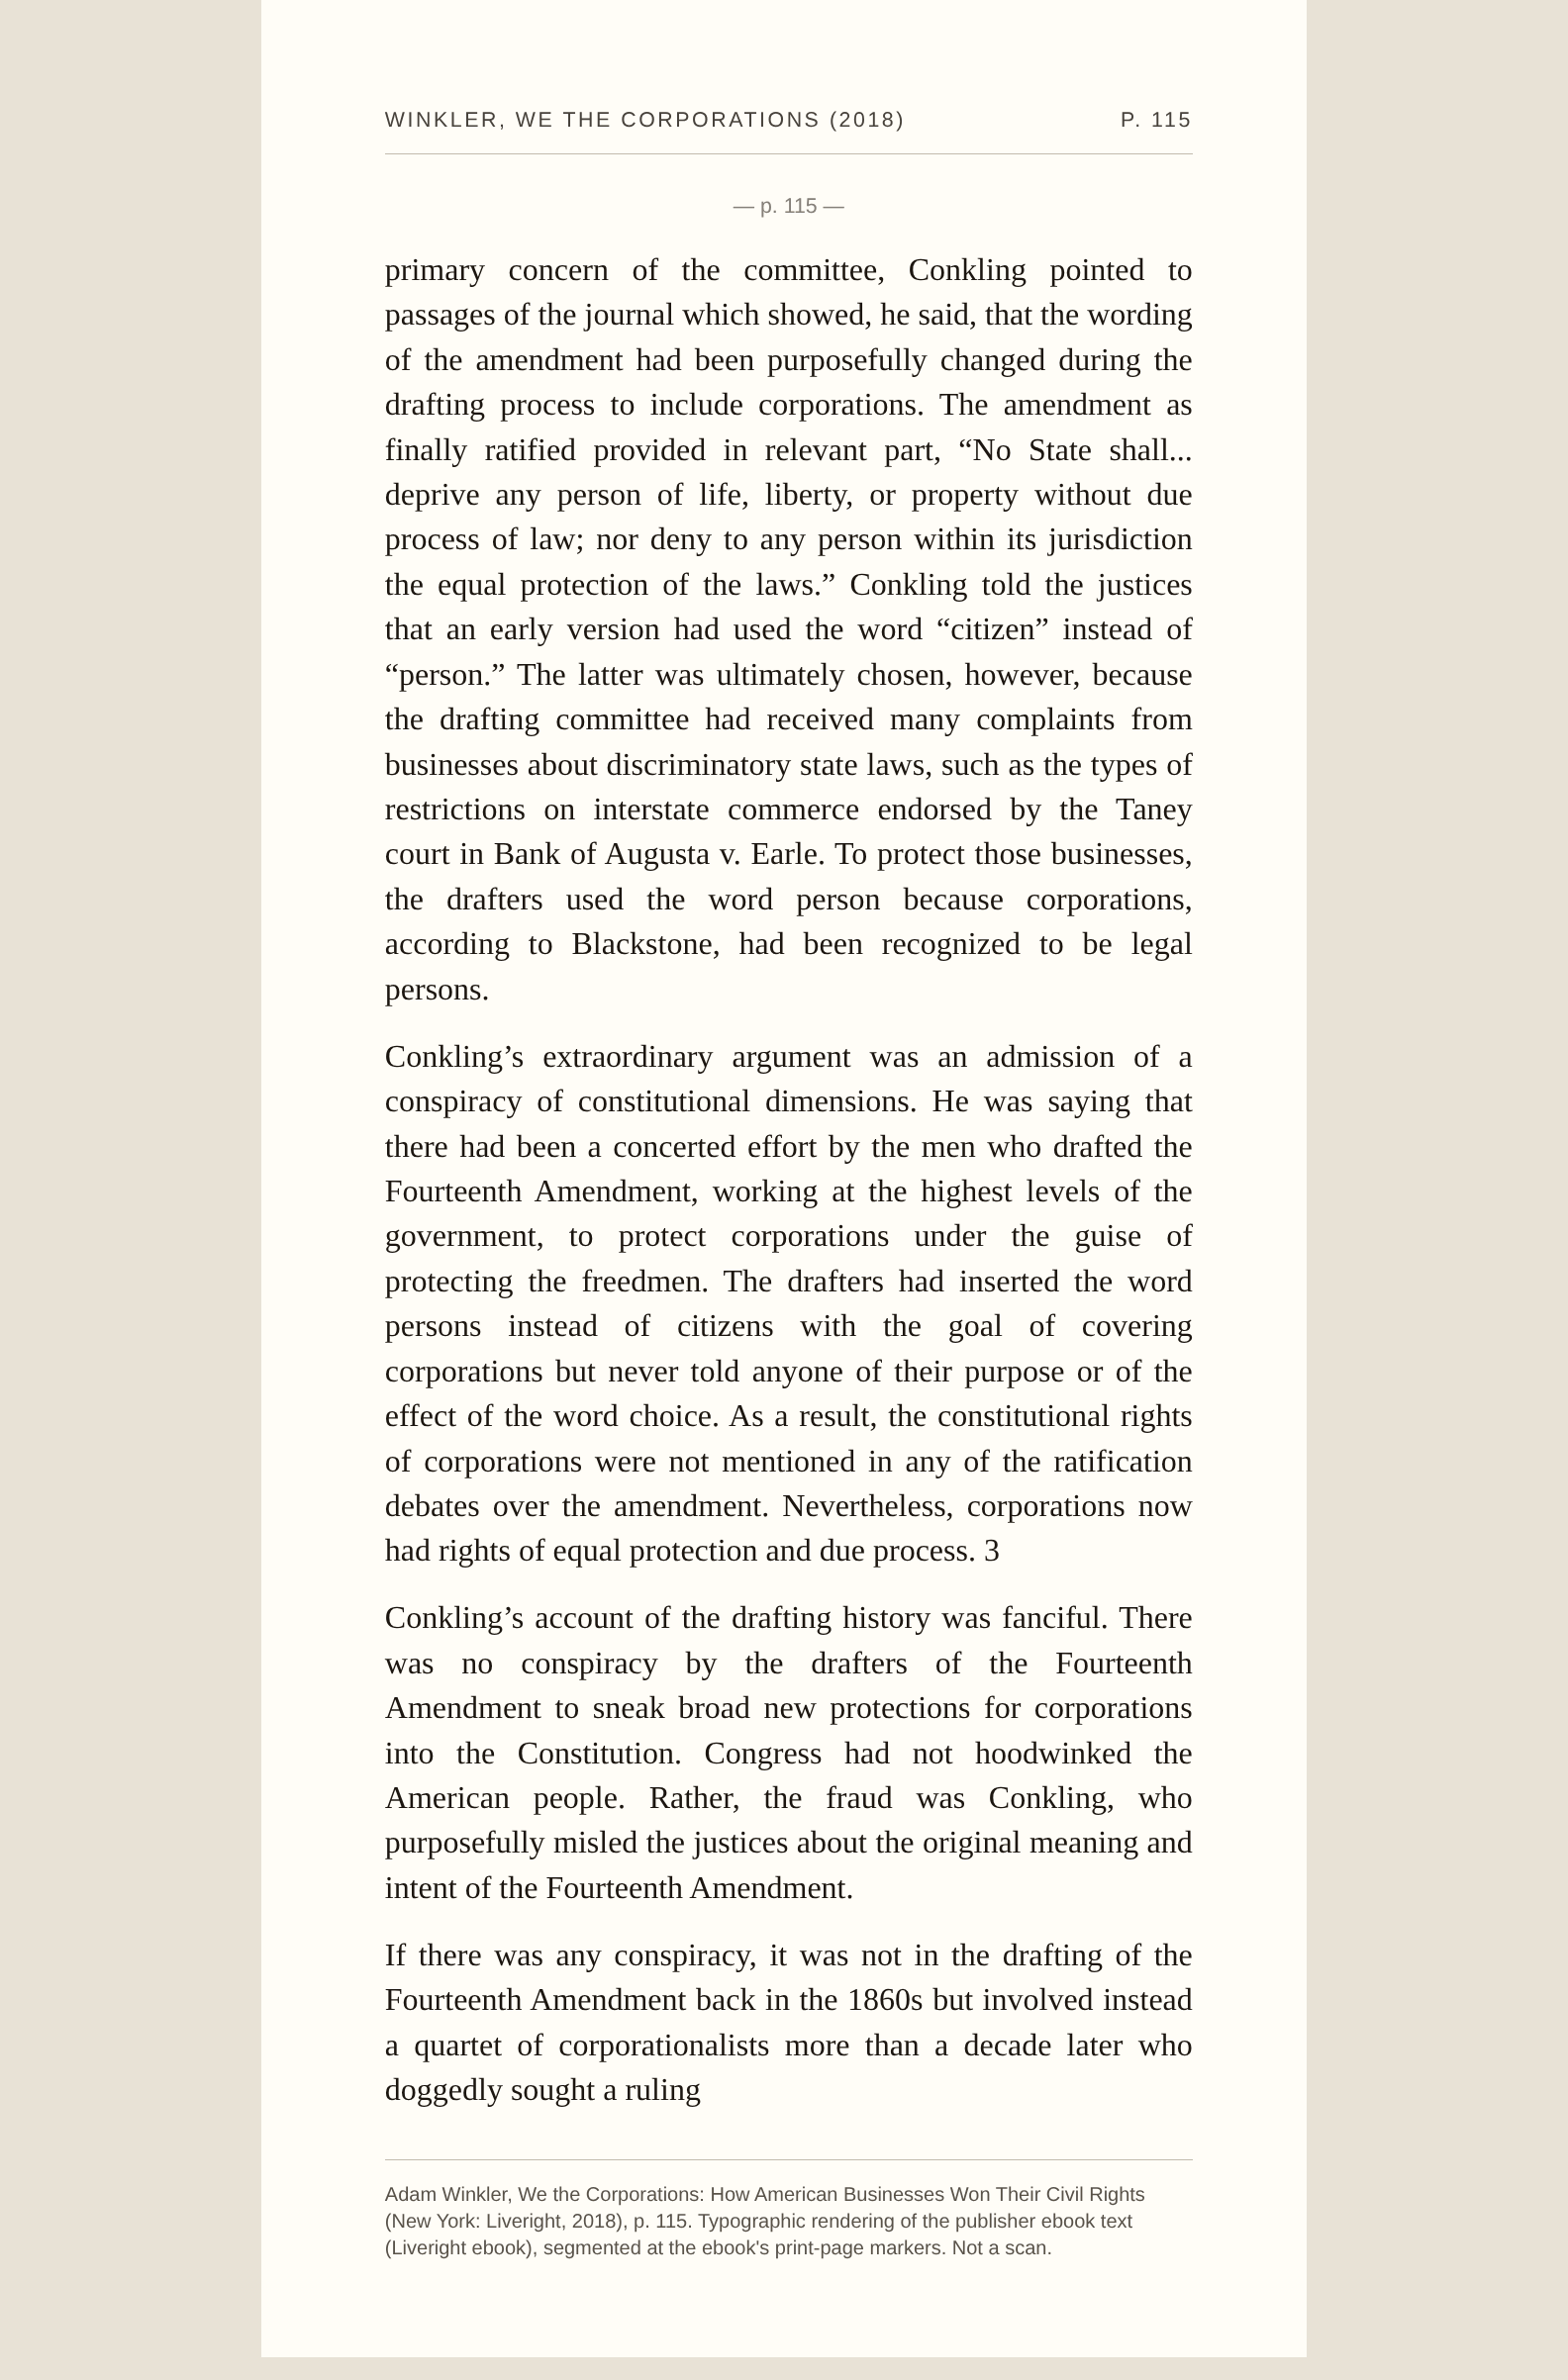 WINKLER, WE THE CORPORATIONS (2018) P. 115
— p. 115 —
primary concern of the committee, Conkling pointed to
passages of the journal which showed, he said, that the wording
of the amendment had been purposefully changed during the
drafting process to include corporations. The amendment as
finally ratified provided in relevant part, “No State shall...
deprive any person of life, liberty, or property without due
process of law; nor deny to any person within its jurisdiction
the equal protection of the laws.” Conkling told the justices
that an early version had used the word “citizen” instead of
“person.” The latter was ultimately chosen, however, because
the drafting committee had received many complaints from
businesses about discriminatory state laws, such as the types of
restrictions on interstate commerce endorsed by the Taney
court in Bank of Augusta v. Earle. To protect those businesses,
the drafters used the word person because corporations,
according to Blackstone, had been recognized to be legal
persons.
Conkling’s extraordinary argument was an admission of a
conspiracy of constitutional dimensions. He was saying that
there had been a concerted effort by the men who drafted the
Fourteenth Amendment, working at the highest levels of the
government, to protect corporations under the guise of
protecting the freedmen. The drafters had inserted the word
persons instead of citizens with the goal of covering
corporations but never told anyone of their purpose or of the
effect of the word choice. As a result, the constitutional rights
of corporations were not mentioned in any of the ratification
debates over the amendment. Nevertheless, corporations now
had rights of equal protection and due process. 3
Conkling’s account of the drafting history was fanciful. There
was no conspiracy by the drafters of the Fourteenth
Amendment to sneak broad new protections for corporations
into the Constitution. Congress had not hoodwinked the
American people. Rather, the fraud was Conkling, who
purposefully misled the justices about the original meaning and
intent of the Fourteenth Amendment.
If there was any conspiracy, it was not in the drafting of the
Fourteenth Amendment back in the 1860s but involved instead
a quartet of corporationalists more than a decade later who
doggedly sought a ruling
Adam Winkler, We the Corporations: How American Businesses Won Their Civil Rights
(New York: Liveright, 2018), p. 115. Typographic rendering of the publisher ebook text
(Liveright ebook), segmented at the ebook's print-page markers. Not a scan.